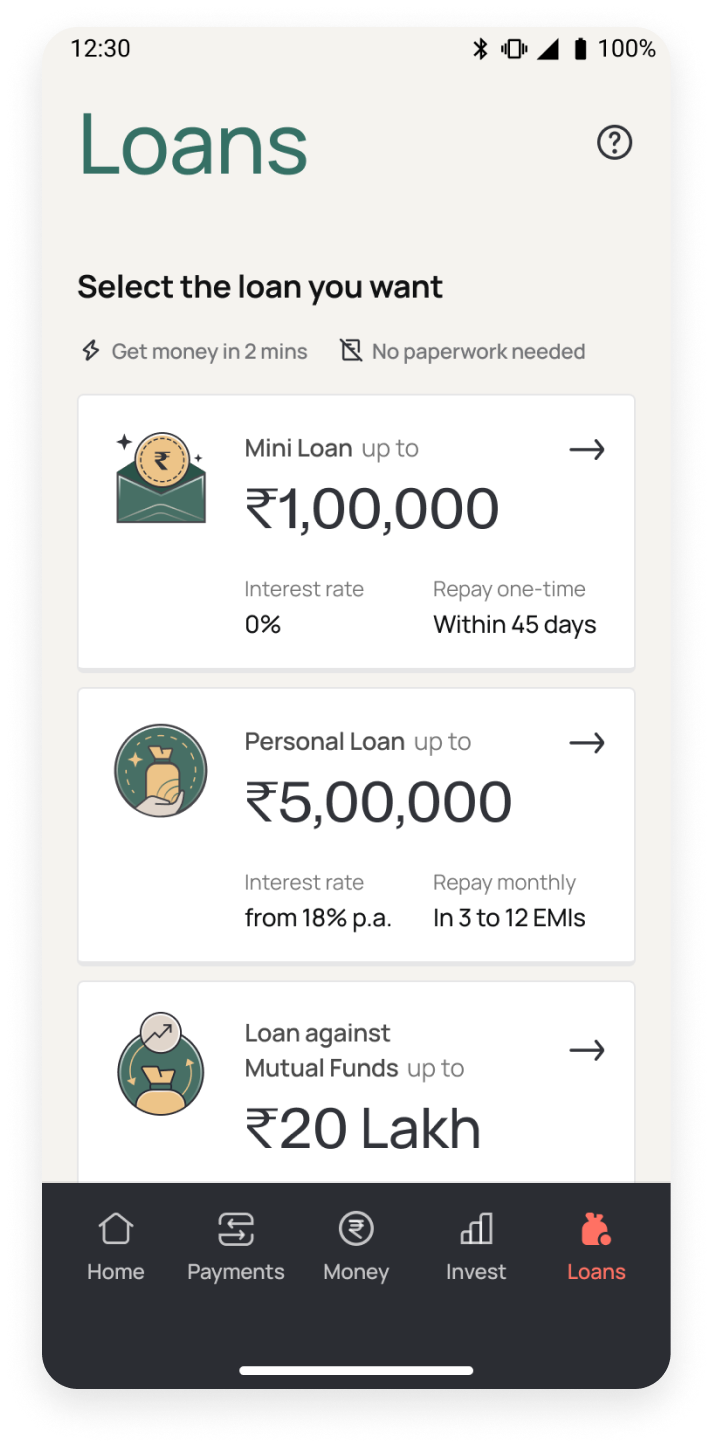 12:30 100%
Loans
Select the loan you want
Get money in 2 mins No paperwork needed
Mini Loan up to
₹1,00,000
Interest rate Repay one-time
0% Within 45 days
Personal Loan up to
₹5,00,000
Interest rate Repay monthly
from 18% p.a. In 3 to 12 EMIs
Loan against
Mutual Funds up to
₹20 Lakh
Home Payments Money Invest Loans